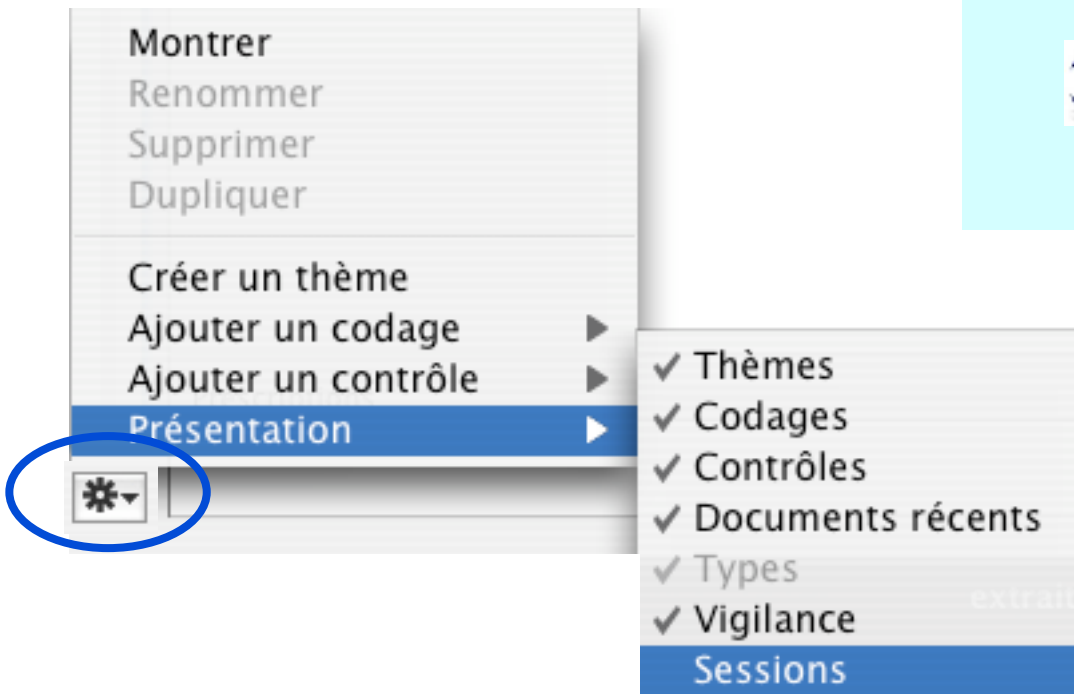 Montrer
Renommer
Supprimer
Dupliquer
Créer un thème
Ajouter un codage
Ajouter un contrôle
Présentation
Thèmes
Codages
Contrôles
Documents récents
Types
extrait
Vigilance
Sessions